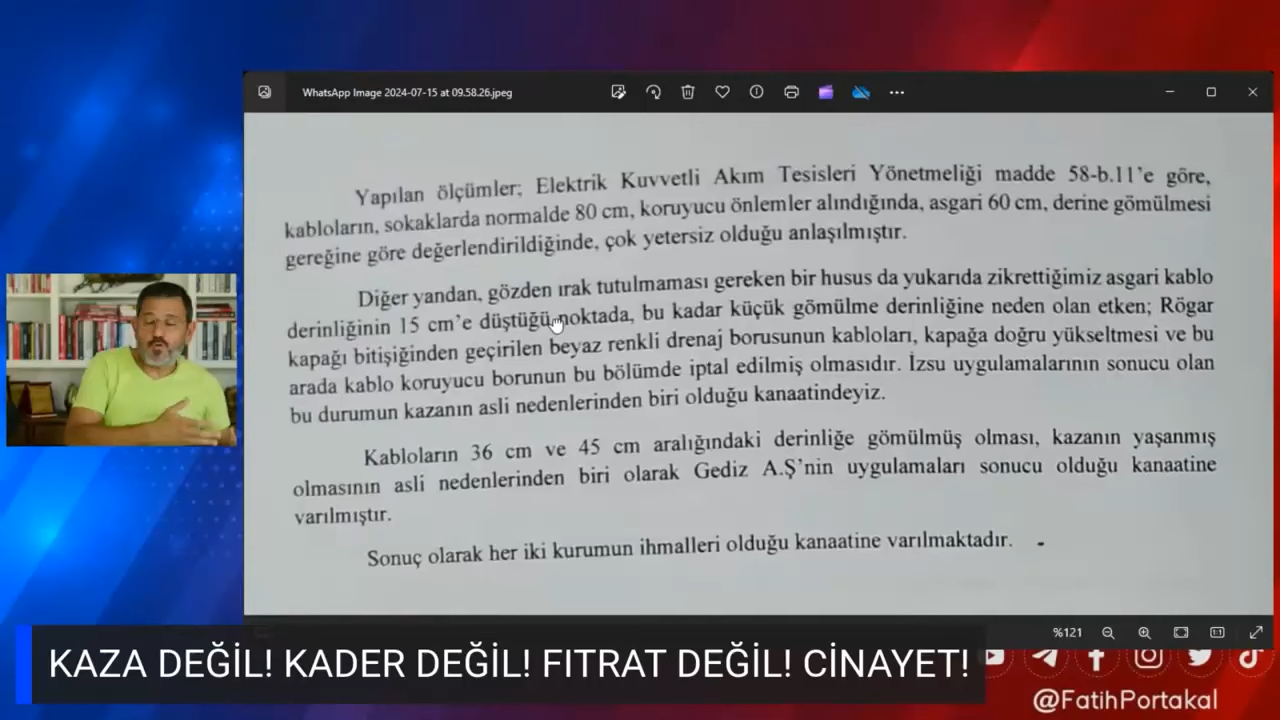 WhatsApp Image 2024-07-15 at 09.58.26.jpeg
Yapılan ölçümler; Elektrik Kuvvetli Akım Tesisleri Yönetmeliği madde 58-b.11’e göre,
kabloların, sokaklarda normalde 80 cm, koruyucu önlemler alındığında, asgari 60 cm, derine gömülmesi
gereğine göre değerlendirildiğinde, çok yetersiz olduğu anlaşılmıştır.
Diğer yandan, gözden ırak tutulmaması gereken bir husus da yukarıda zikrettiğimiz asgari kablo
derinliğinin 15 cm’e düştüğü noktada, bu kadar küçük gömülme derinliğine neden olan etken; Rögar
kapağı bitişiğinden geçirilen beyaz renkli drenaj borusunun kabloları, kapağa doğru yükseltmesi ve bu
arada kablo koruyucu borunun bu bölümde iptal edilmiş olmasıdır. İzsu uygulamalarının sonucu olan
bu durumun kazanın asli nedenlerinden biri olduğu kanaatindeyiz.
Kabloların 36 cm ve 45 cm aralığındaki derinliğe gömülmüş olması, kazanın yaşanmış
olmasının asli nedenlerinden biri olarak Gediz A.Ş’nin uygulamaları sonucu olduğu kanaatine
varılmıştır.
Sonuç olarak her iki kurumun ihmalleri olduğu kanaatine varılmaktadır. -
%121
KAZA DEĞİL! KADER DEĞİL! FITRAT DEĞİL! CİNAYET!
@FatihPortakal